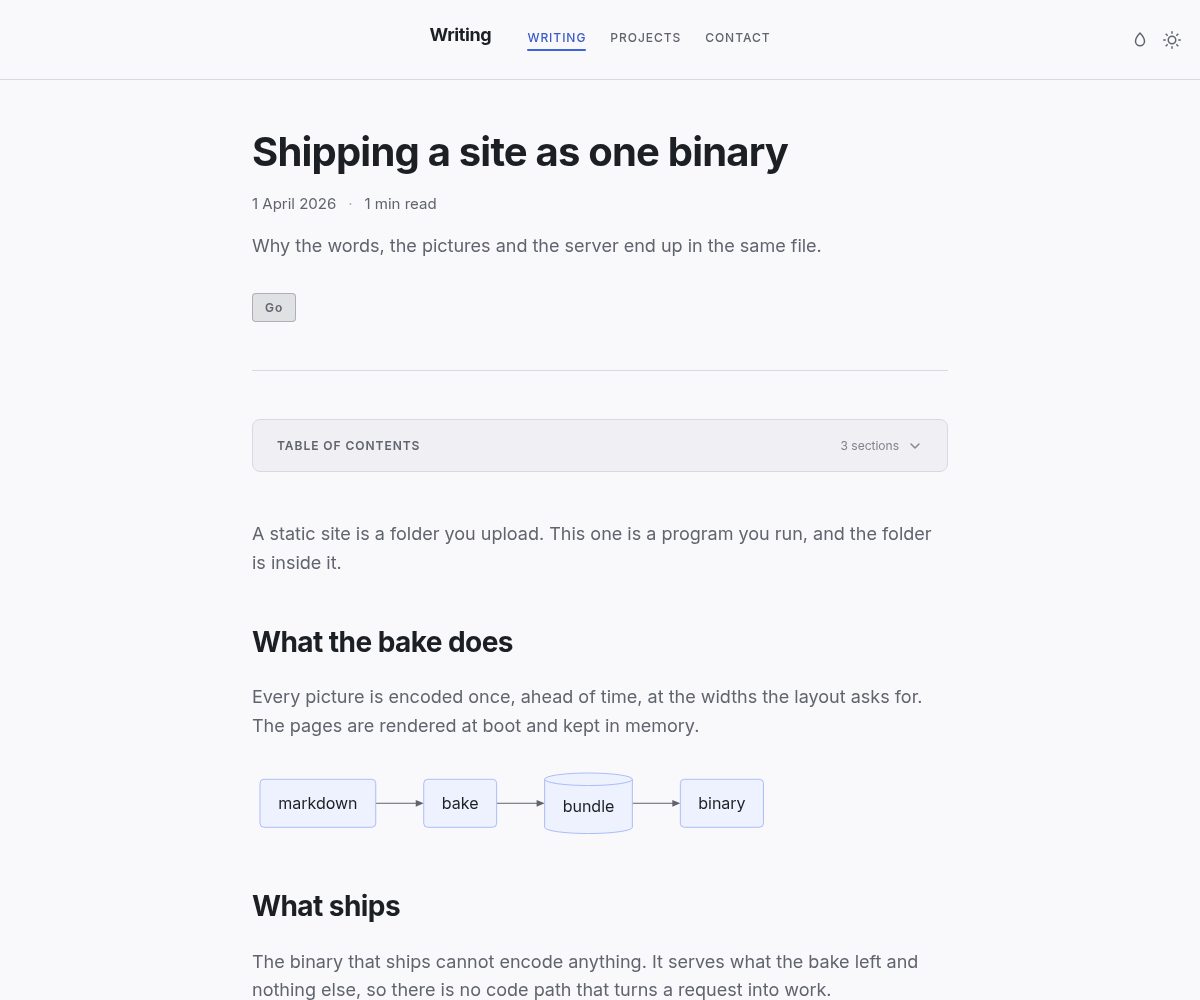 Writing
WRITING
PROJECTS
CONTACT
Shipping a site as one binary
1 April 2026 · 1 min read
Why the words, the pictures and the server end up in the same file.
Go
TABLE OF CONTENTS
3 sections
A static site is a folder you upload. This one is a program you run, and the folder
is inside it.
What the bake does
Every picture is encoded once, ahead of time, at the widths the layout asks for.
The pages are rendered at boot and kept in memory.
markdown
bake
bundle
binary
What ships
The binary that ships cannot encode anything. It serves what the bake left and
nothing else, so there is no code path that turns a request into work.